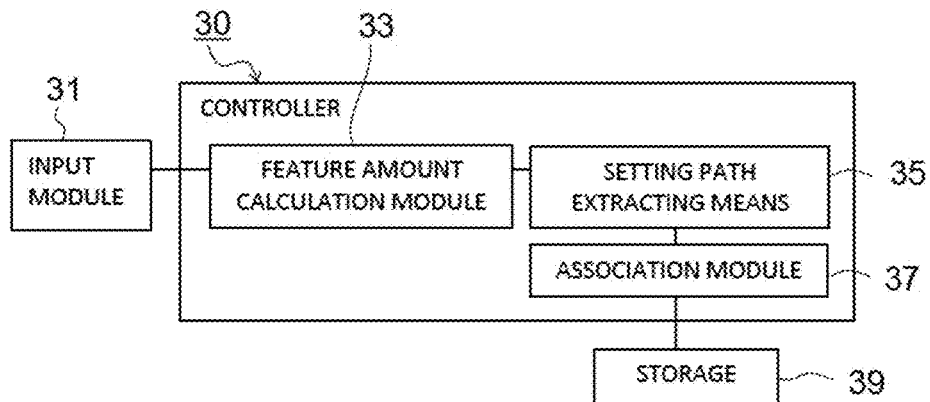 30
33
31
CONTROLLER
INPUT
MODULE
FEATURE AMOUNT
CALCULATION MODULE
SETTING PATH
EXTRACTING MEANS
35
ASSOCIATION MODULE
37
STORAGE
39